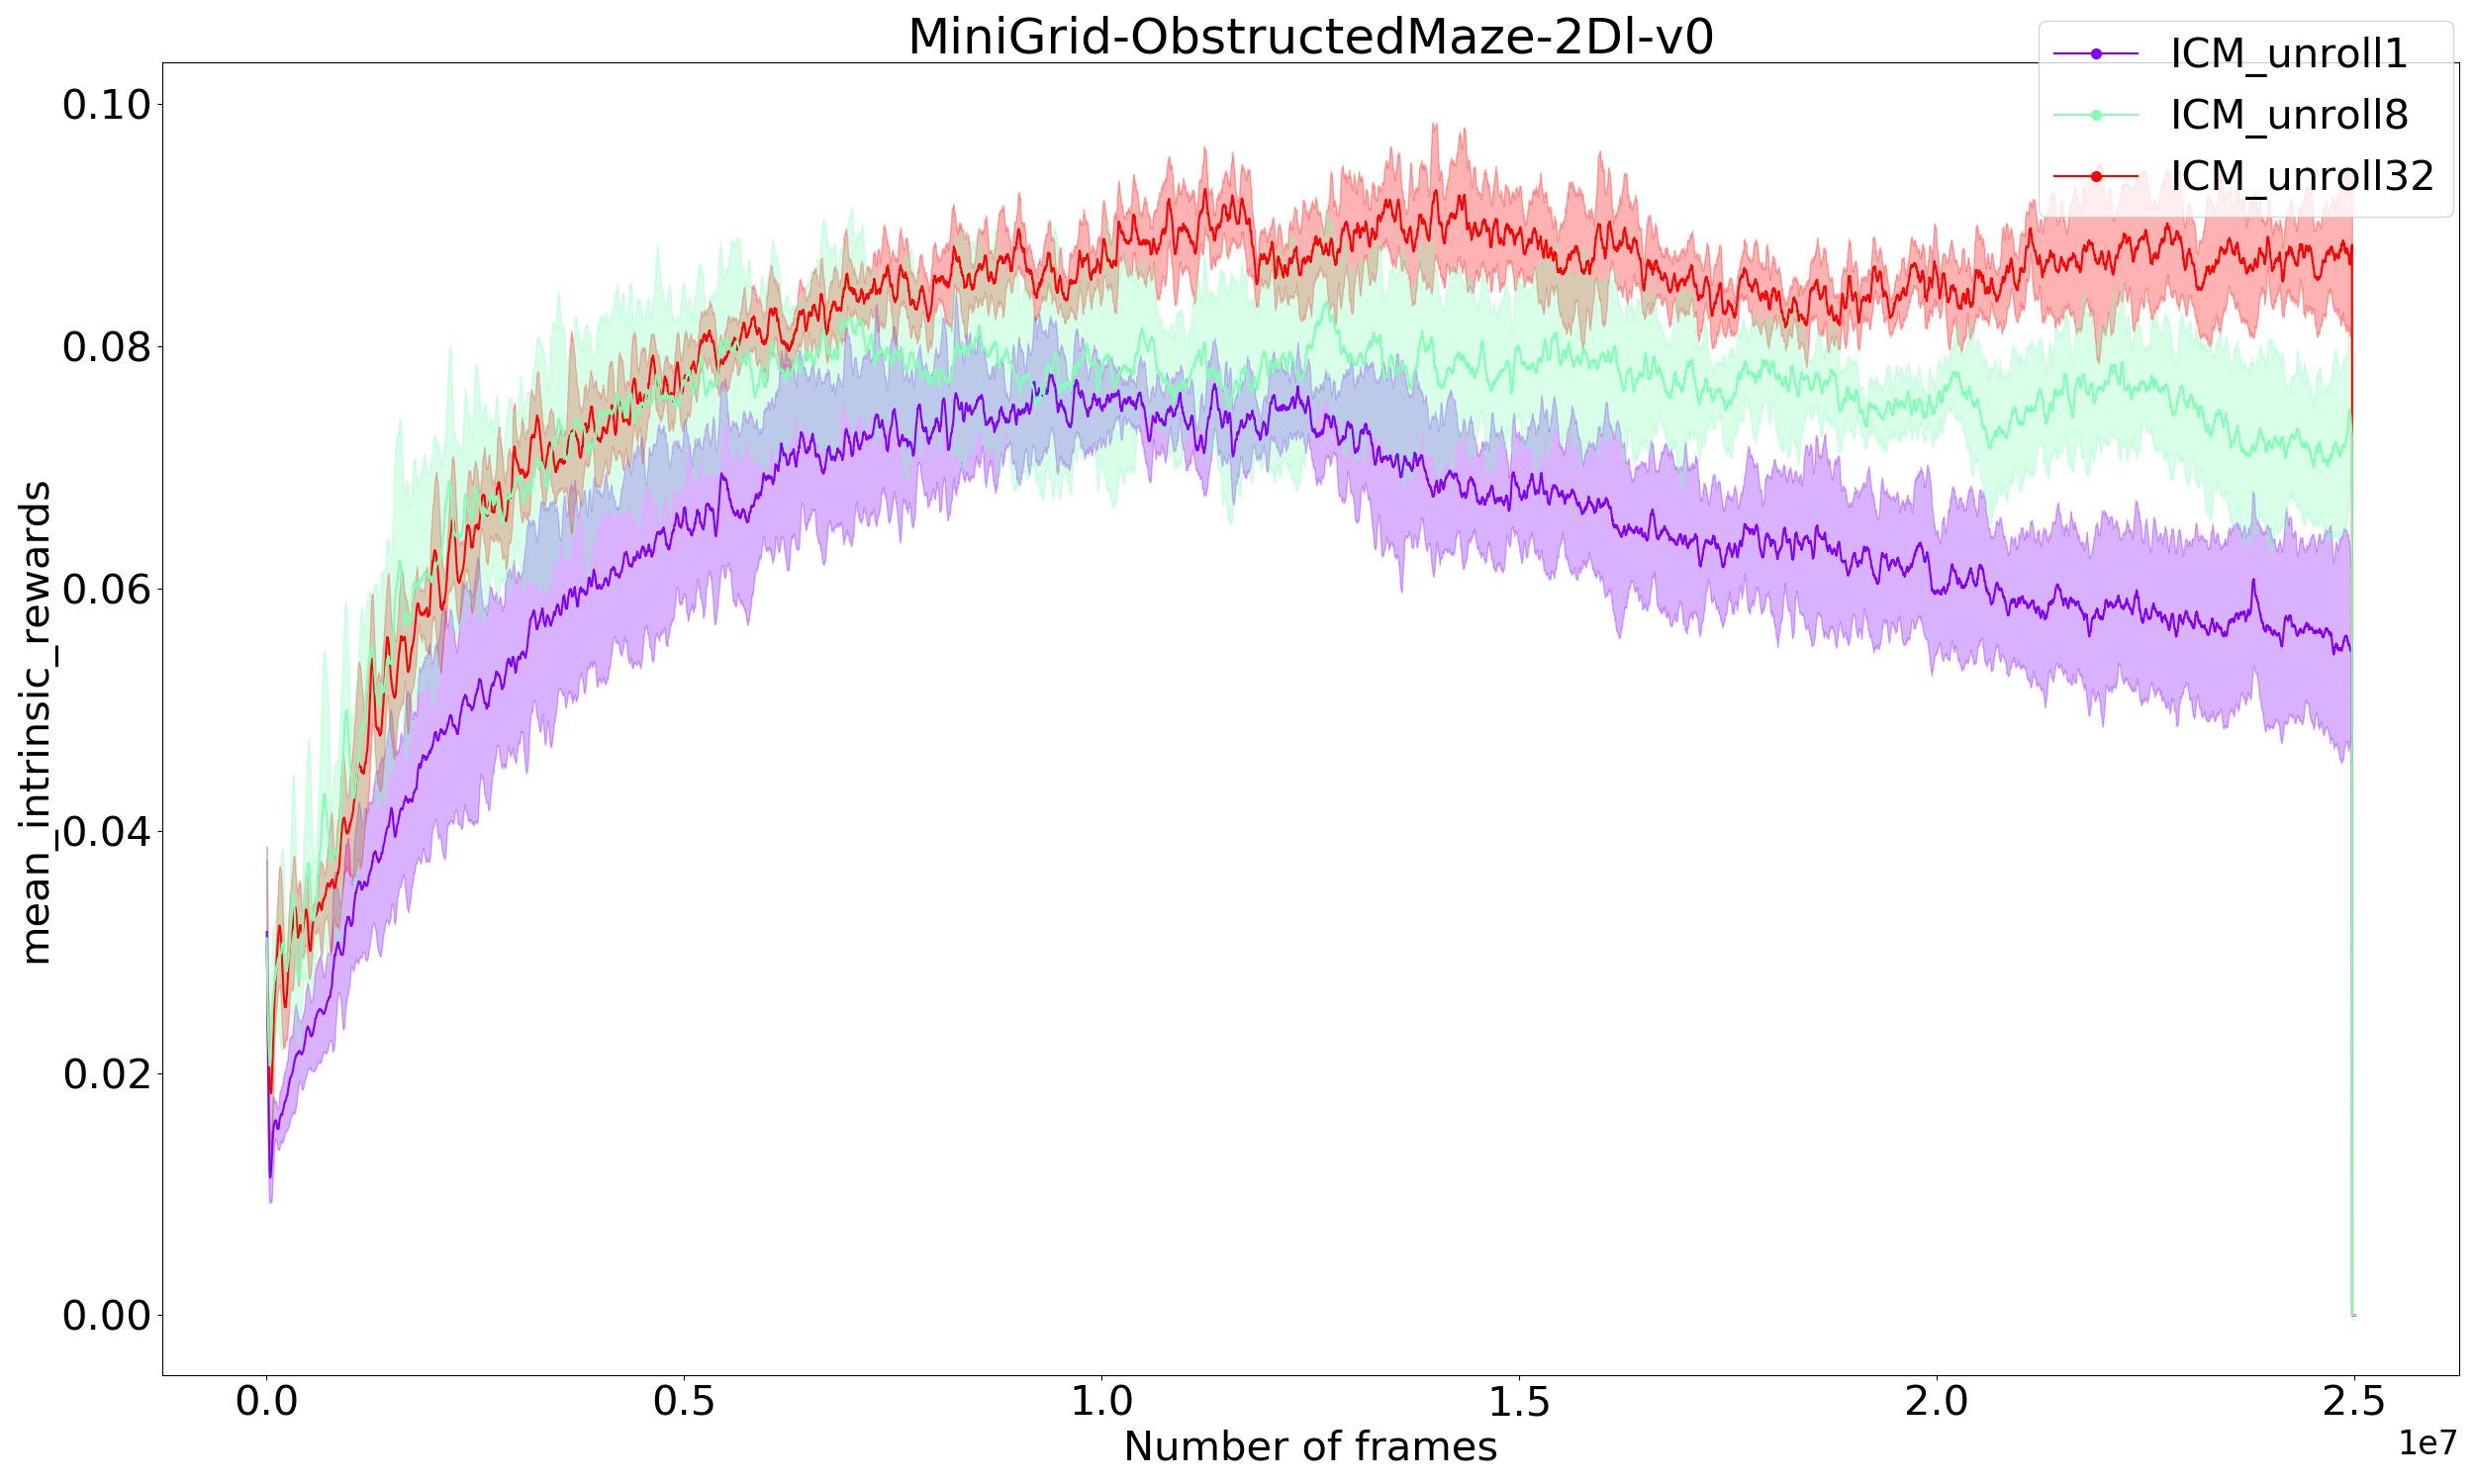 MiniGrid-ObstructedMaze-2Dl-v0
ICM_unroll1
ICM_unroll8
ICM_unroll32
mean_intrinsic_rewards
0.10
0.08
0.06
0.04
0.02
0.00
0.0 0.5 1.0 1.5 2.0 2.5
Number of frames
1e7